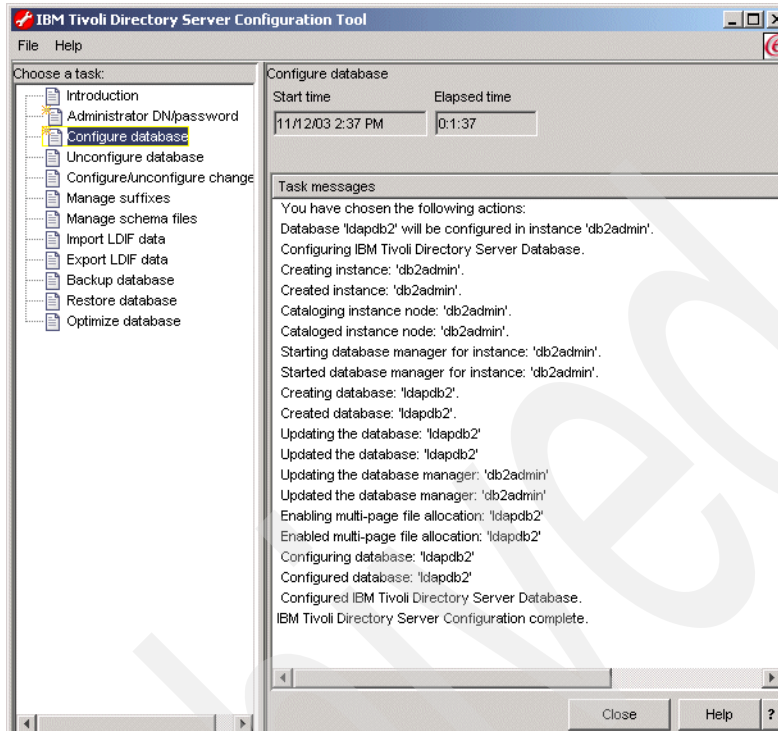 IBM Tivoli Directory Server Configuration Tool
File Help
Choose a task:
Introduction
Administrator DN/password
Configure database
Unconfigure database
Configure/unconfigure change
Manage suffixes
Manage schema files
Import LDIF data
Export LDIF data
Backup database
Restore database
Optimize database
Configure database
Start time Elapsed time
11/12/03 2:37 PM 0:1:37
Task messages
You have chosen the following actions:
Database 'ldapdb2' will be configured in instance 'db2admin'.
Configuring IBM Tivoli Directory Server Database.
Creating instance: 'db2admin'.
Created instance: 'db2admin'.
Cataloging instance node: 'db2admin'.
Cataloged instance node: 'db2admin'.
Starting database manager for instance: 'db2admin'.
Started database manager for instance: 'db2admin'.
Creating database: 'ldapdb2'.
Created database: 'ldapdb2'.
Updating the database: 'ldapdb2'
Updated the database: 'ldapdb2'
Updating the database manager: 'db2admin'
Updated the database manager: 'db2admin'
Enabling multi-page file allocation: 'ldapdb2'
Enabled multi-page file allocation: 'ldapdb2'
Configuring database: 'ldapdb2'
Configured database: 'ldapdb2'
Configured IBM Tivoli Directory Server Database.
IBM Tivoli Directory Server Configuration complete.
Close Help ?